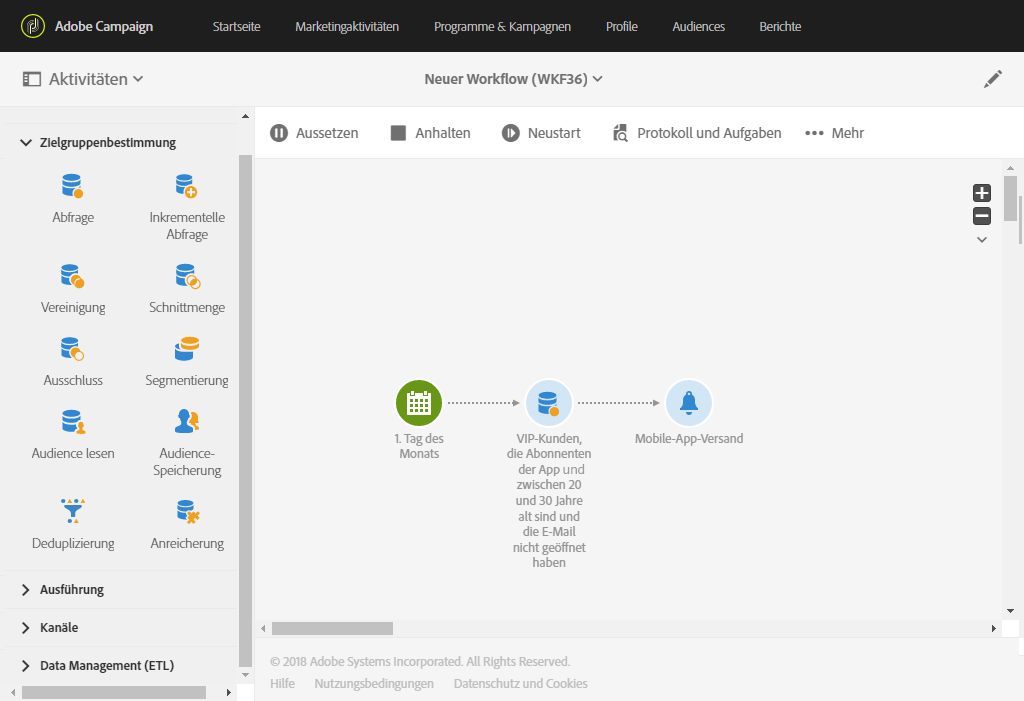 Adobe Campaign
Startseite
Marketingaktivitäten
Programme & Kampagnen
Profile
Audiences
Berichte
Aktivitäten
Neuer Workflow (WKF36)
Zielgruppenbestimmung
Abfrage
Inkrementelle
Abfrage
Vereinigung
Schnittmenge
Ausschluss
Segmentierung
Audience lesen
Audience-
Speicherung
Deduplizierung
Anreicherung
Ausführung
Kanäle
Data Management (ETL)
Aussetzen
Anhalten
Neustart
Protokoll und Aufgaben
Mehr
1. Tag des
Monats
VIP-Kunden,
die Abonnenten
der App und
zwischen 20
und 30 Jahre
alt sind und
die E-Mail
nicht geöffnet
haben
Mobile-App-Versand
© 2018 Adobe Systems Incorporated. All Rights Reserved.
Hilfe
Nutzungsbedingungen
Datenschutz und Cookies